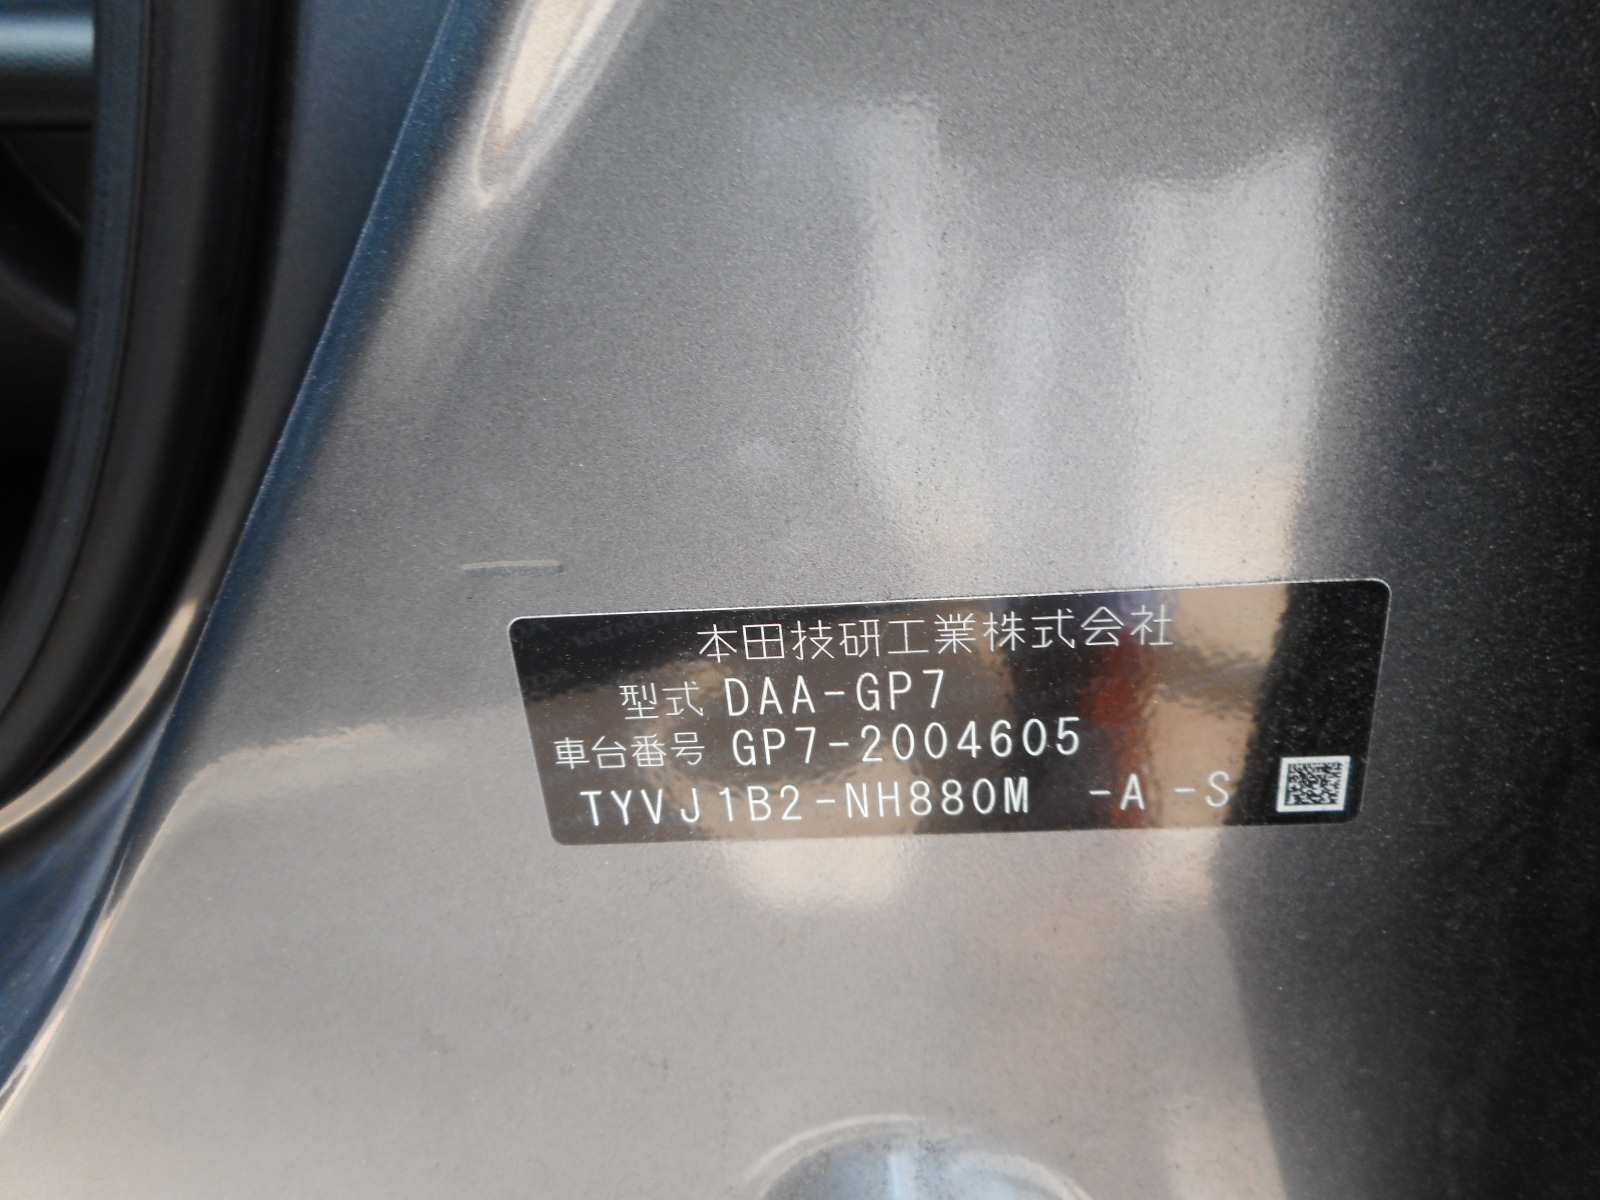 本田技研工業株式会社
型式 DAA-GP7
車台番号 GP7-2004605
TYVJ1B2-NH880M -A -S